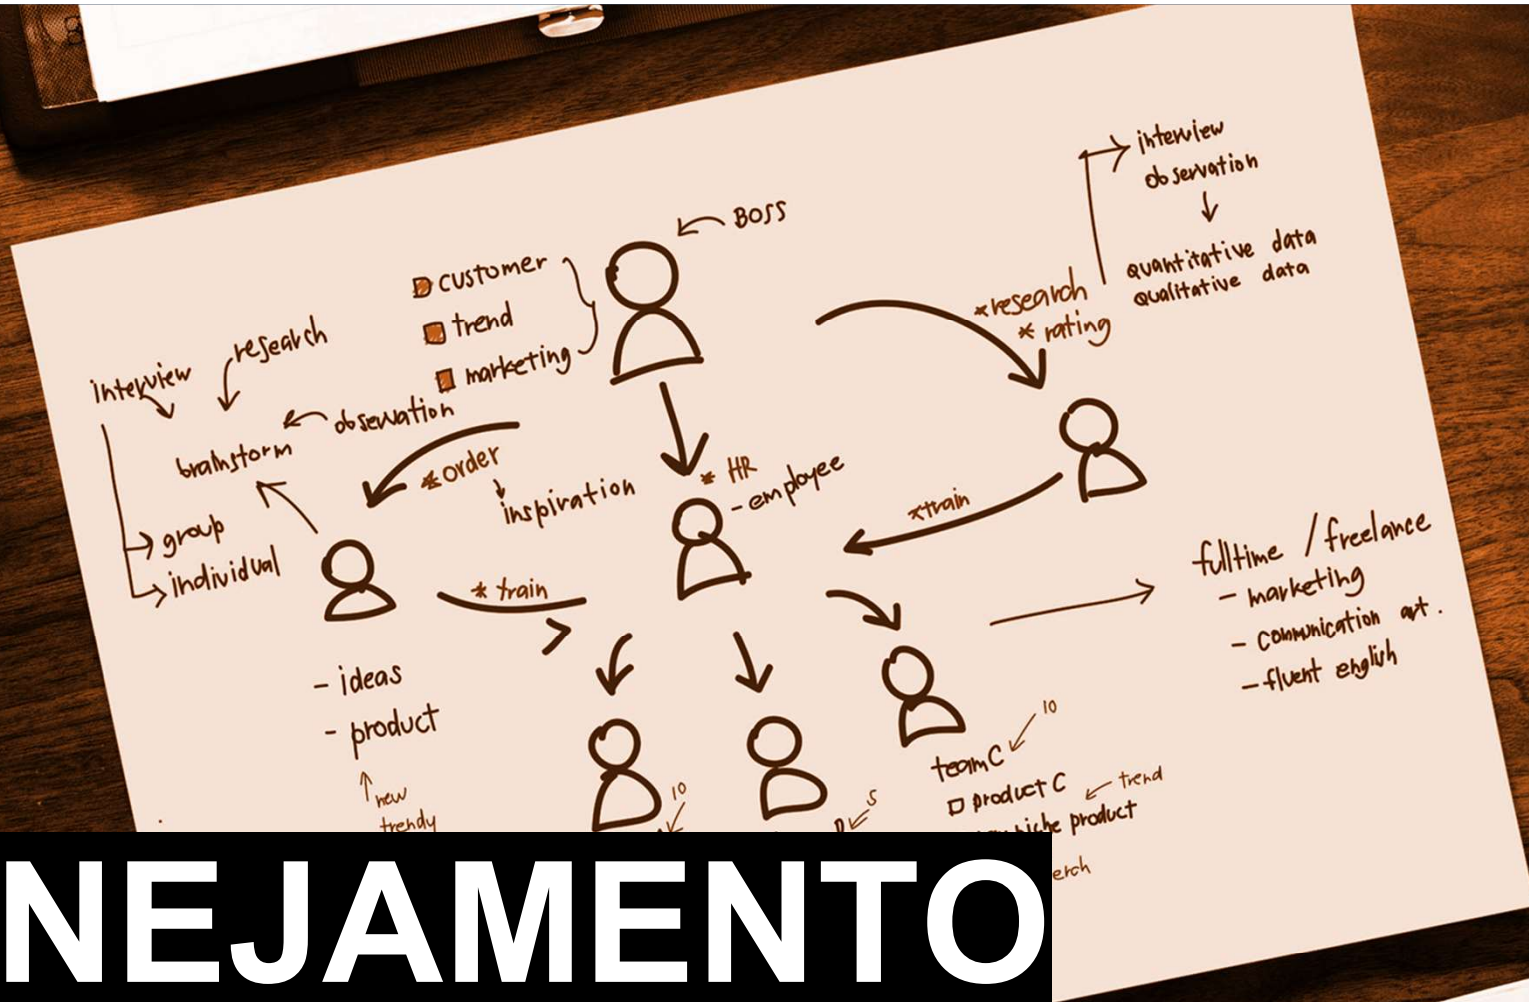 BOSS
customer
trend
marketing
interview
observation
quantitative data
qualitative data
*research
* rating
research
interview
observation
brainstorm
*order
inspiration
* HR
- employee
group
individual
* train
*train
fulltime / freelance
- marketing
- communication
- fluent english
- ideas
- product
new
trendy
10
5
10
team C
product C
trend
niche product
NEJAMENTO